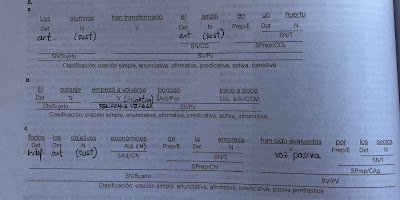 a
Los alumnos han transformado el jardín en un huerto
Det N V Det N Prep/E Det N
art. (sust) art (sust) SN/T
SN/CD SPrep/CCL
SN/Sujeto SV/PV
Clasificación: oración simple, enunciativa, afirmativa, predicativa, activa, transitiva
b
El paisaje empezó a volverse borroso poco a poco
Det N V SAdj/Pvo Loc. adv/CCM
SN/Sujeto SV/PV
Clasificación: oración simple, enunciativa, afirmativa, predicativa, activa, intransitiva
c
Todos los objetivos económicos de la empresa han sido evaluados por los socios
Det Det N Adj (N) Prep/E Det N V Prep/E Det N
indef. art (sust) SN/T voz pasiva SN/T
SAdj/CN SPrep/CN SPrep/CAg
SN/Sujeto SV/PV
Clasificación: oración simple, enunciativa, afirmativa, predicativa, pasiva perifrástica